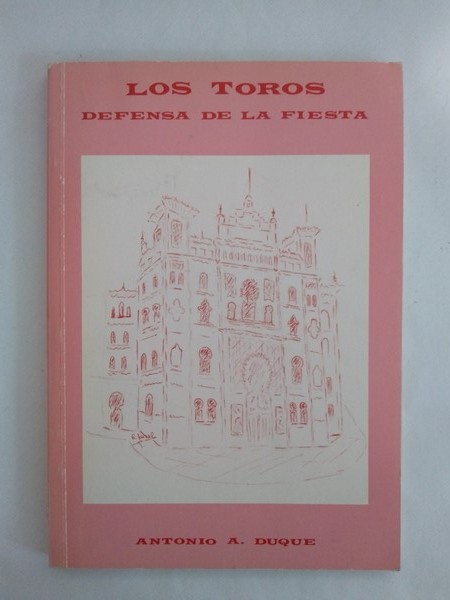 LOS TOROS
DEFENSA DE LA FIESTA
ANTONIO A. DUQUE